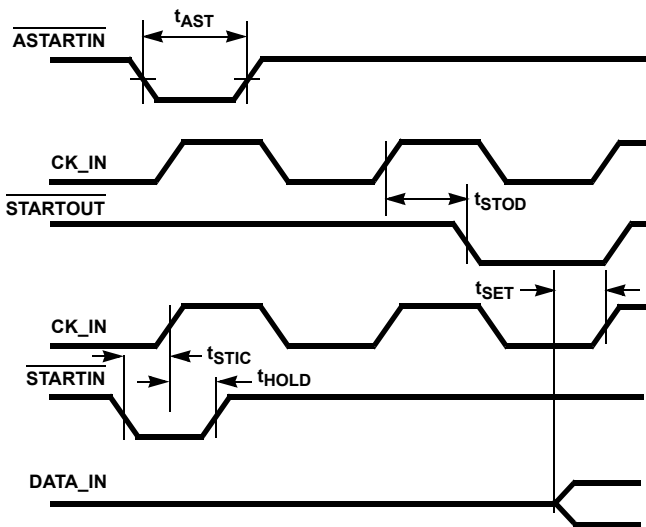 tAST
ASTARTIN
CK_IN
tSTOD
STARTOUT
tSET
CK_IN
tSTIC
STARTIN
tHOLD
DATA_IN